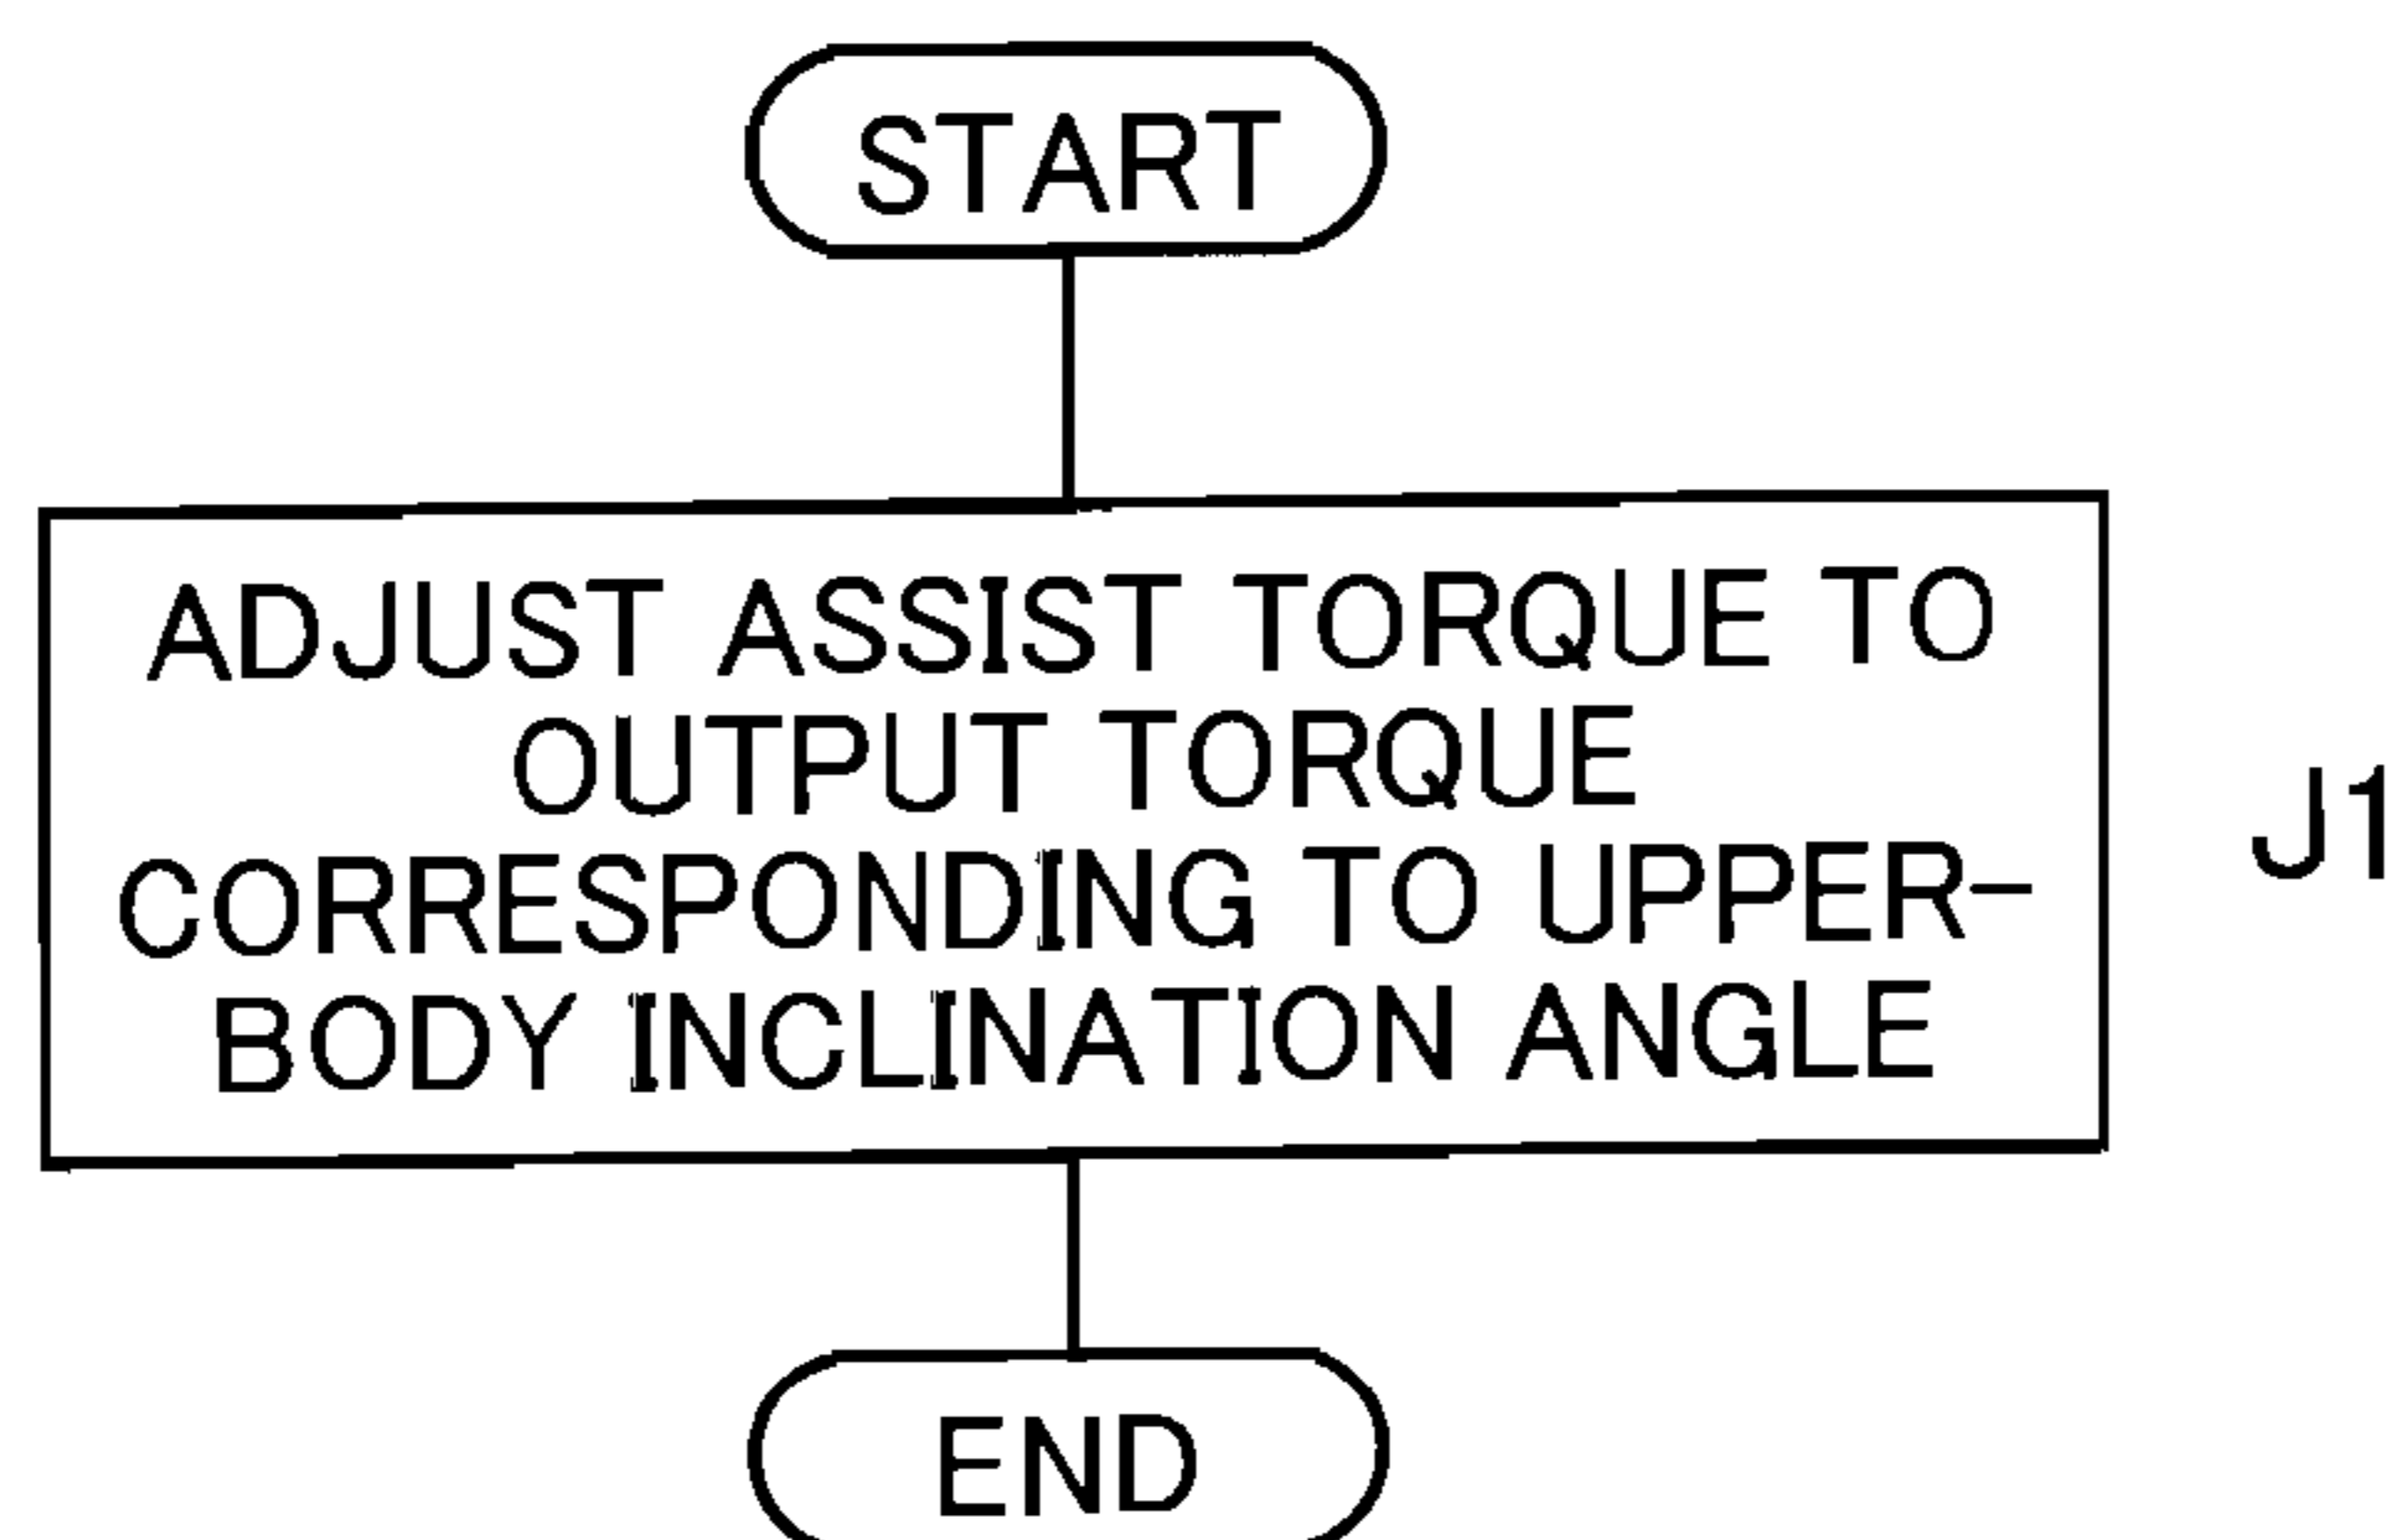 START
ADJUST ASSIST TORQUE TO
OUTPUT TORQUE
CORRESPONDING TO UPPER-
BODY INCLINATION ANGLE
J1
END